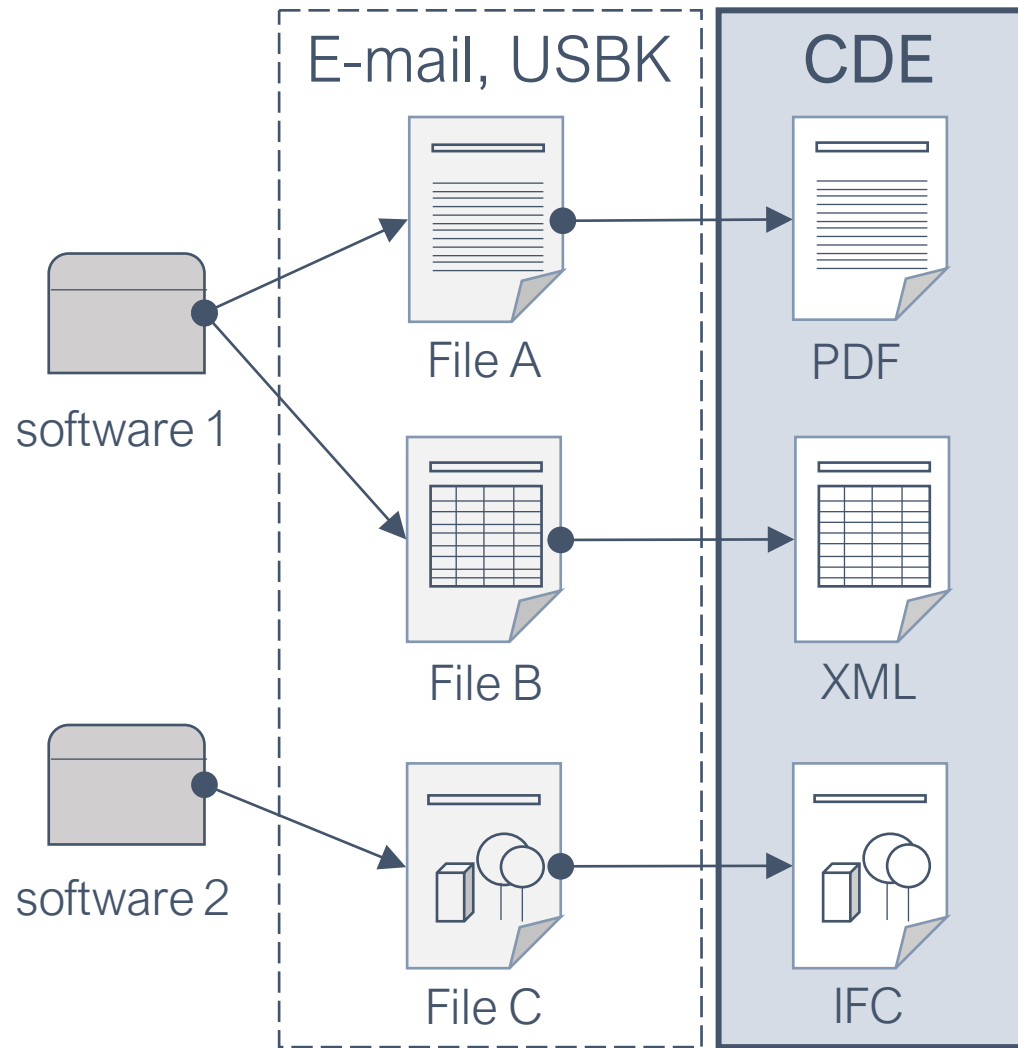 E-mail, USBK
CDE
software 1
File A
PDF
File B
XML
software 2
File C
IFC